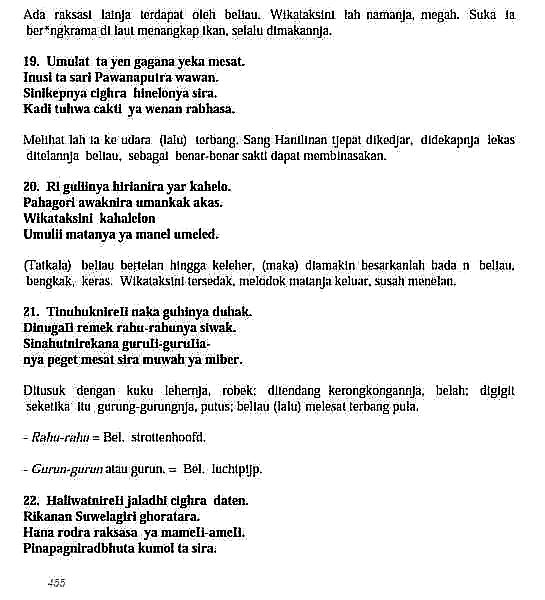 Ada raksasi lainja terdapat oleh beliau. Wikataksini lah namanja, megah. Suka ia
ber*ngkrama di laut menangkap ikan, selalu dimakannja.
19. Umulat ta yen gagana yeka mesat.
Inusi ta sari Pawanaputra wawan.
Sinikepnya cighra hinelonya sira.
Kadi tuhwa cakti ya wenan rabhasa.
Melihat lah ia ke udara (lalu) terbang. Sang Hanuman tjepat dikedjar, didekapnja lekas
ditelannja beliau, sebagai benar-benar sakti dapat membinasakan.
20. Ri gulinya hirianira yar kahelo.
Pahagori awaknira umankak akas.
Wikataksini kahalelon
Umulii matanya ya manel umeled.
(Tatkala) beliau bertelan hingga keleher, (maka) diamakin besarkanlah bada n beliau,
bengkak, keras. Wikataksini tersedak, melodok matanja keluar, susah menelan.
21. Tinuhuknireli naka guhinya duhak.
Dinugali remek rahu-rahunya siwak.
Sinahutnirekana guruli-gurulia-
nya peget mesat sira muwah ya miber.
Ditusuk dengan kuku lehernja, robek; ditendang kerongkongannja, belah; digigit
seketika itu gurung-gurungnja, putus; beliau (lalu) melesat terbang pula.
- Rahu-rahu = Bel. strottenhoofd.
- Gurun-gurun atau gurun. = Bel. luchtpijp.
22. Haliwatnireli jaladhi cighra daten.
Rikanan Suwelagiri ghoratara.
Hana rodra raksasa ya mameli-ameli.
Pinapagniradbhuta kumol ta sira.
455